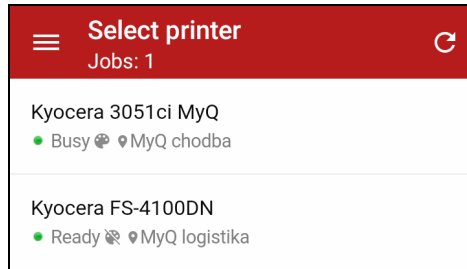 Select printer
Jobs: 1
Kyocera 3051ci MyQ
Busy MyQ chodba
Kyocera FS-4100DN
Ready MyQ logistika